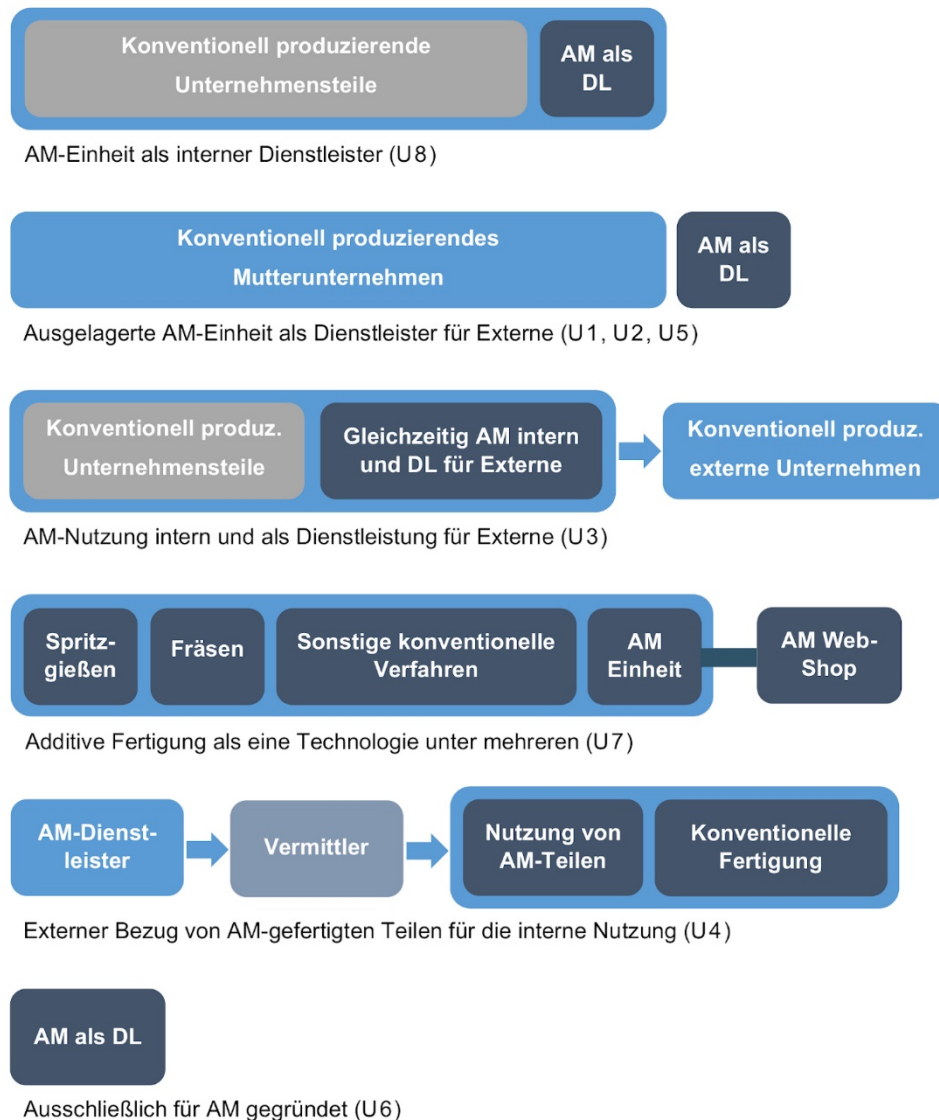 Konventionell produzierende
Unternehmensteile
AM als
DL
AM-Einheit als interner Dienstleister (U8)
Konventionell produzierendes
Mutterunternehmen
AM als
DL
Ausgelagerte AM-Einheit als Dienstleister für Externe (U1, U2, U5)
Konventionell produz.
Unternehmensteile
Gleichzeitig AM intern
und DL für Externe
Konventionell produz.
externe Unternehmen
AM-Nutzung intern und als Dienstleistung für Externe (U3)
Spritz-
gießen
Fräsen
Sonstige konventionelle
Verfahren
AM
Einheit
AM Web-
Shop
Additive Fertigung als eine Technologie unter mehreren (U7)
AM-Dienst-
leister
Vermittler
Nutzung von
AM-Teilen
Konventionelle
Fertigung
Externer Bezug von AM-gefertigten Teilen für die interne Nutzung (U4)
AM als DL
Ausschließlich für AM gegründet (U6)